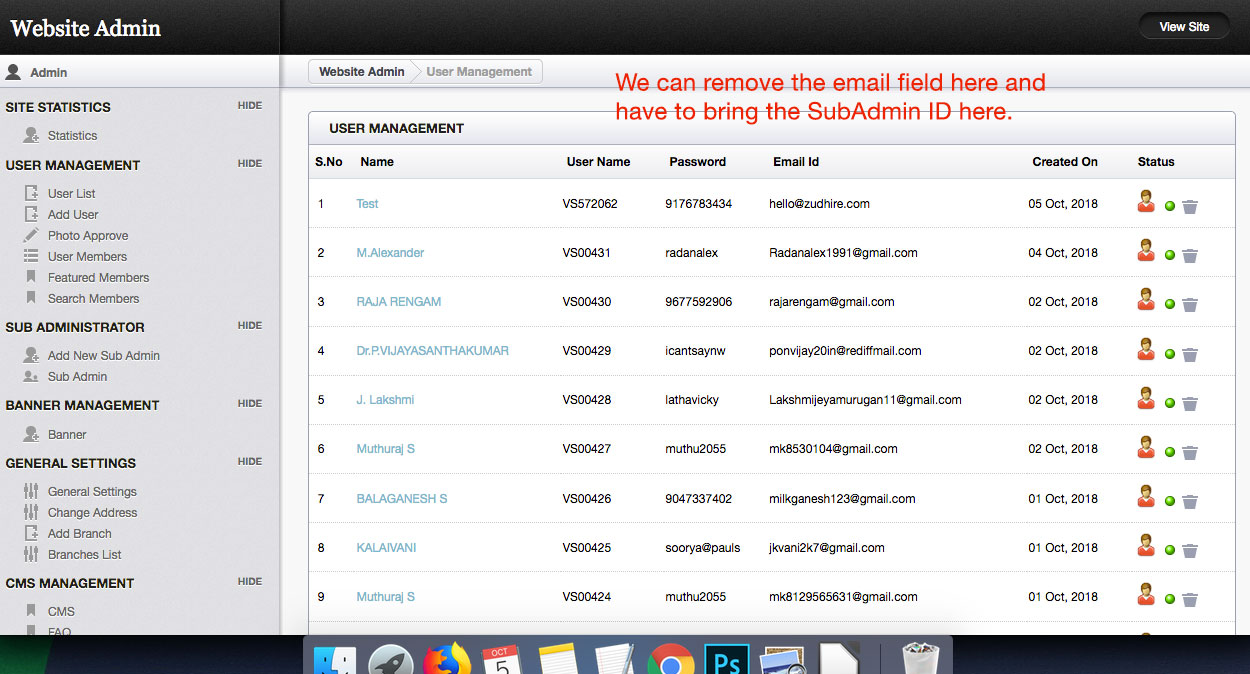 Website Admin
View Site
Admin
Website Admin User Management
We can remove the email field here and
have to bring the SubAdmin ID here.
SITE STATISTICS HIDE
Statistics
USER MANAGEMENT HIDE
User List
Add User
Photo Approve
User Members
Featured Members
Search Members
SUB ADMINISTRATOR HIDE
Add New Sub Admin
Sub Admin
BANNER MANAGEMENT HIDE
Banner
GENERAL SETTINGS HIDE
General Settings
Change Address
Add Branch
Branches List
CMS MANAGEMENT HIDE
CMS
FAQ
USER MANAGEMENT
S.No Name User Name Password Email Id Created On Status
1 Test VS572062 9176783434 hello@zudhire.com 05 Oct, 2018
2 M.Alexander VS00431 radanalex Radanalex1991@gmail.com 04 Oct, 2018
3 RAJA RENGAM VS00430 9677592906 rajarengam@gmail.com 02 Oct, 2018
4 Dr.P.VIJAYASANTHAKUMAR VS00429 icantsaynw ponvijay20in@rediffmail.com 02 Oct, 2018
5 J. Lakshmi VS00428 lathavicky Lakshmijeyamurugan11@gmail.com 02 Oct, 2018
6 Muthuraj S VS00427 muthu2055 mk8530104@gmail.com 02 Oct, 2018
7 BALAGANESH S VS00426 9047337402 milkganesh123@gmail.com 01 Oct, 2018
8 KALAIVANI VS00425 soorya@pauls jkvani2k7@gmail.com 01 Oct, 2018
9 Muthuraj S VS00424 muthu2055 mk8129565631@gmail.com 01 Oct, 2018
OCT
5
Ps